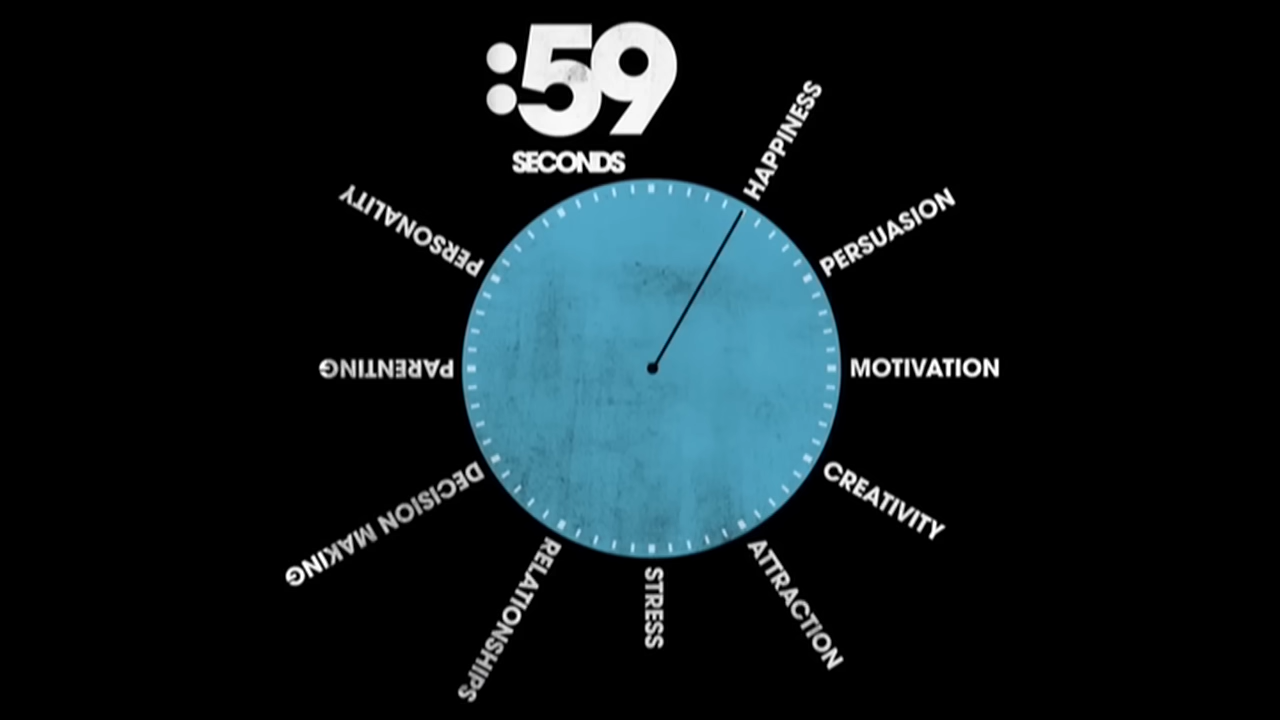 :59
SECONDS
HAPPINESS
PERSUASION
MOTIVATION
CREATIVITY
ATTRACTION
STRESS
RELATIONSHIPS
DECISION MAKING
PARENTING
PERSONALITY